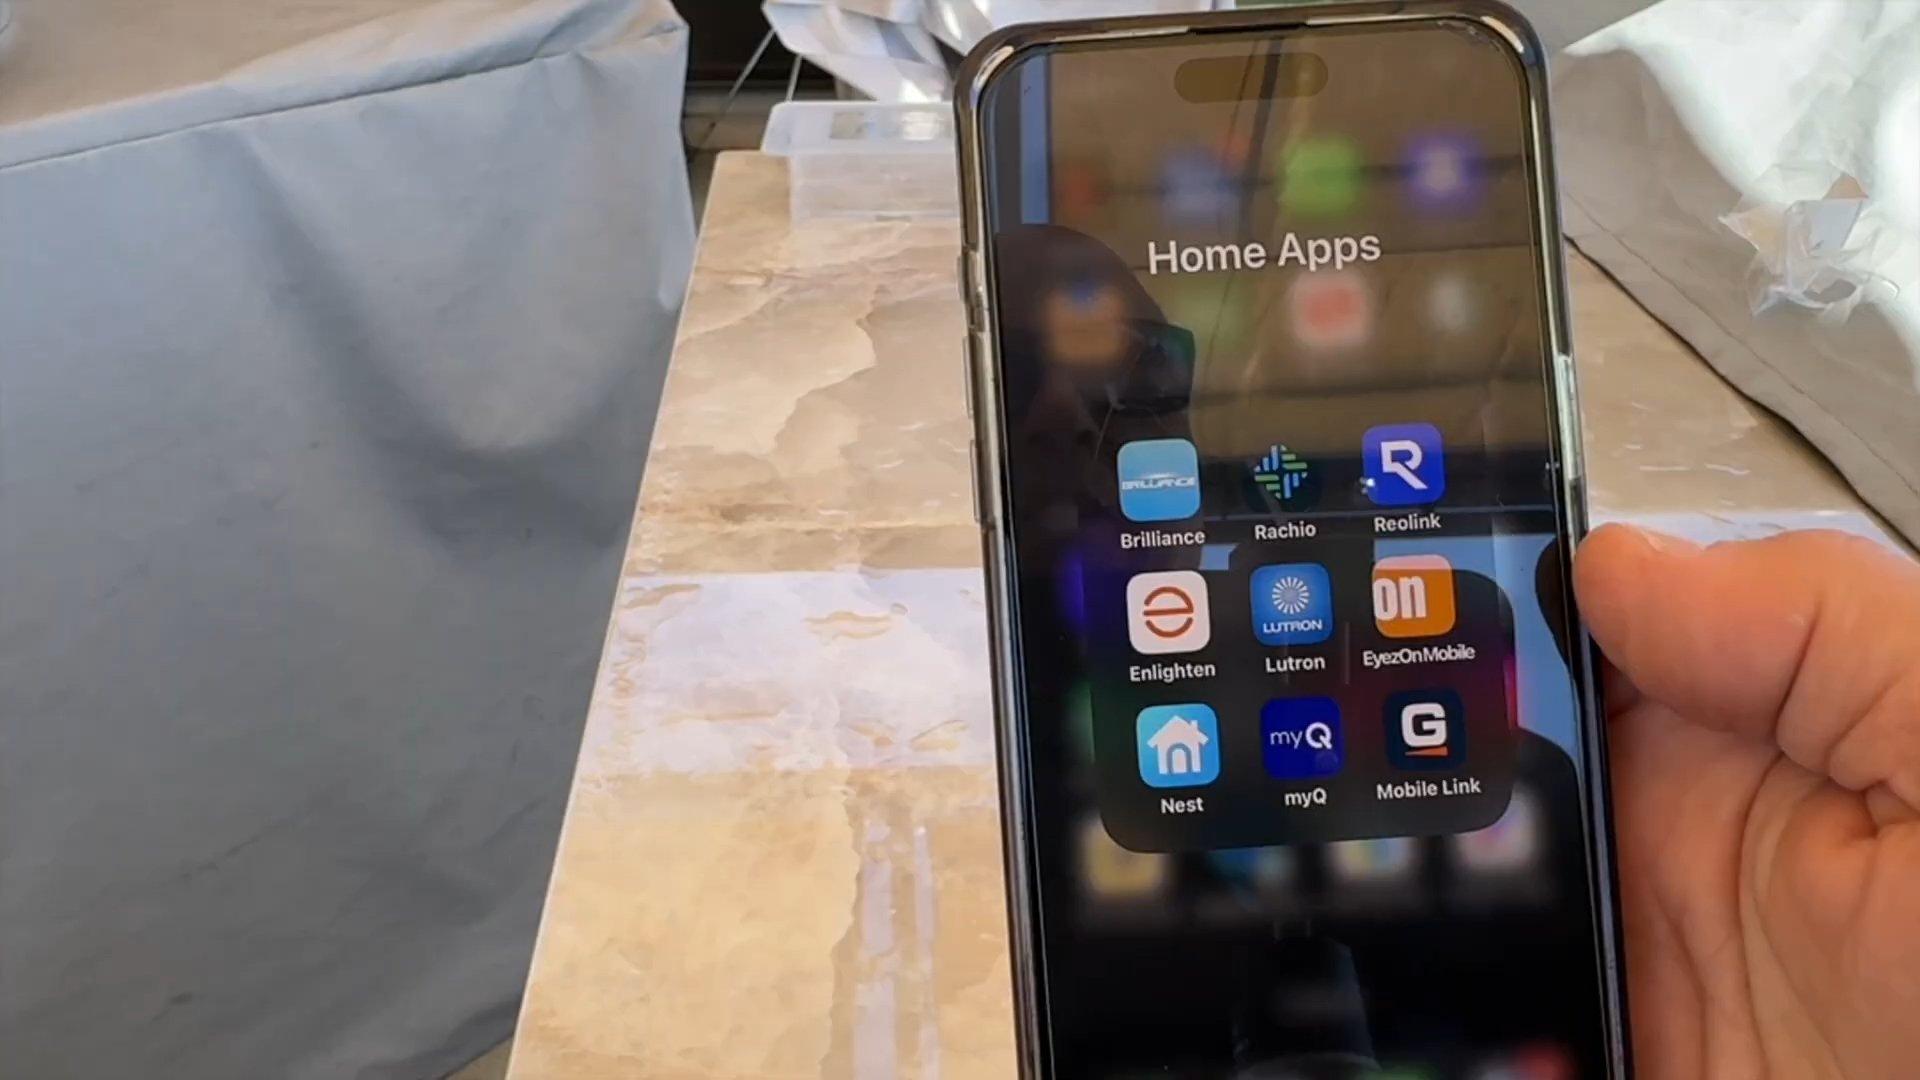 Home Apps
BRILLIANCE
Brilliance
Rachio
R
Reolink
e
Enlighten
LUTRON
Lutron
on
EyezOnMobile
Nest
myQ
myQ
G
Mobile Link